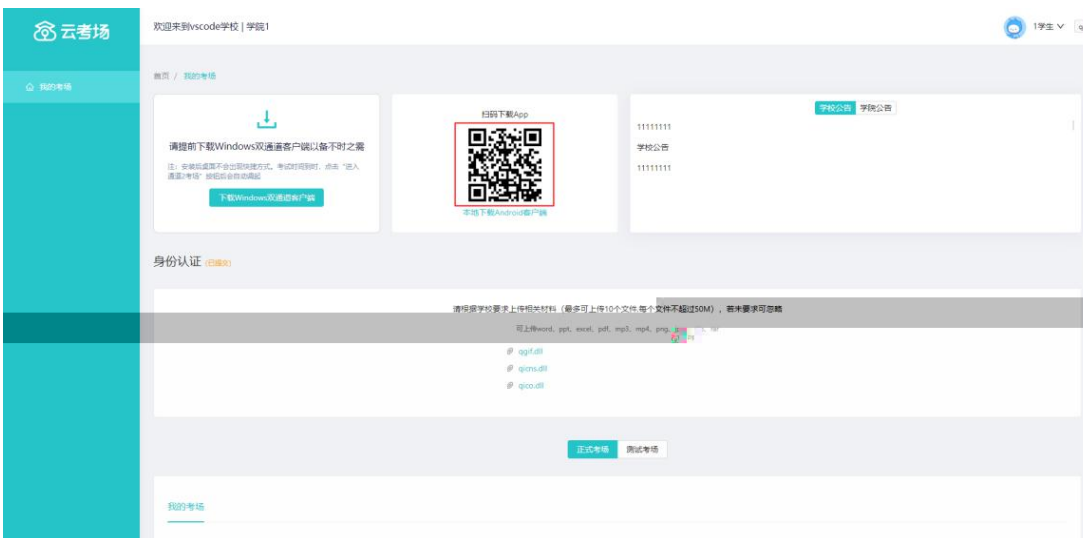 云考场
欢迎来到vscode学校 | 学院1
1学生
我的考场
首页 / 我的考场
请提前下载Windows双通道客户端以备不时之需
注：安装后桌面不会出现快捷方式。考试时间到时，点击“进入
通道2考场”按钮后会自动调起
下载Windows双通道客户端
扫码下载App
本地下载Android客户端
学校公告 学院公告
11111111
学校公告
11111111
身份认证 (已提交)
请根据学校要求上传相关材料（最多可上传10个文件,每个文件不超过50M），若未要求可忽略
可上传word、ppt、excel、pdf、mp3、mp4、png、
qgif.dll
qicns.dll
qico.dll
正式考场 测试考场
我的考场